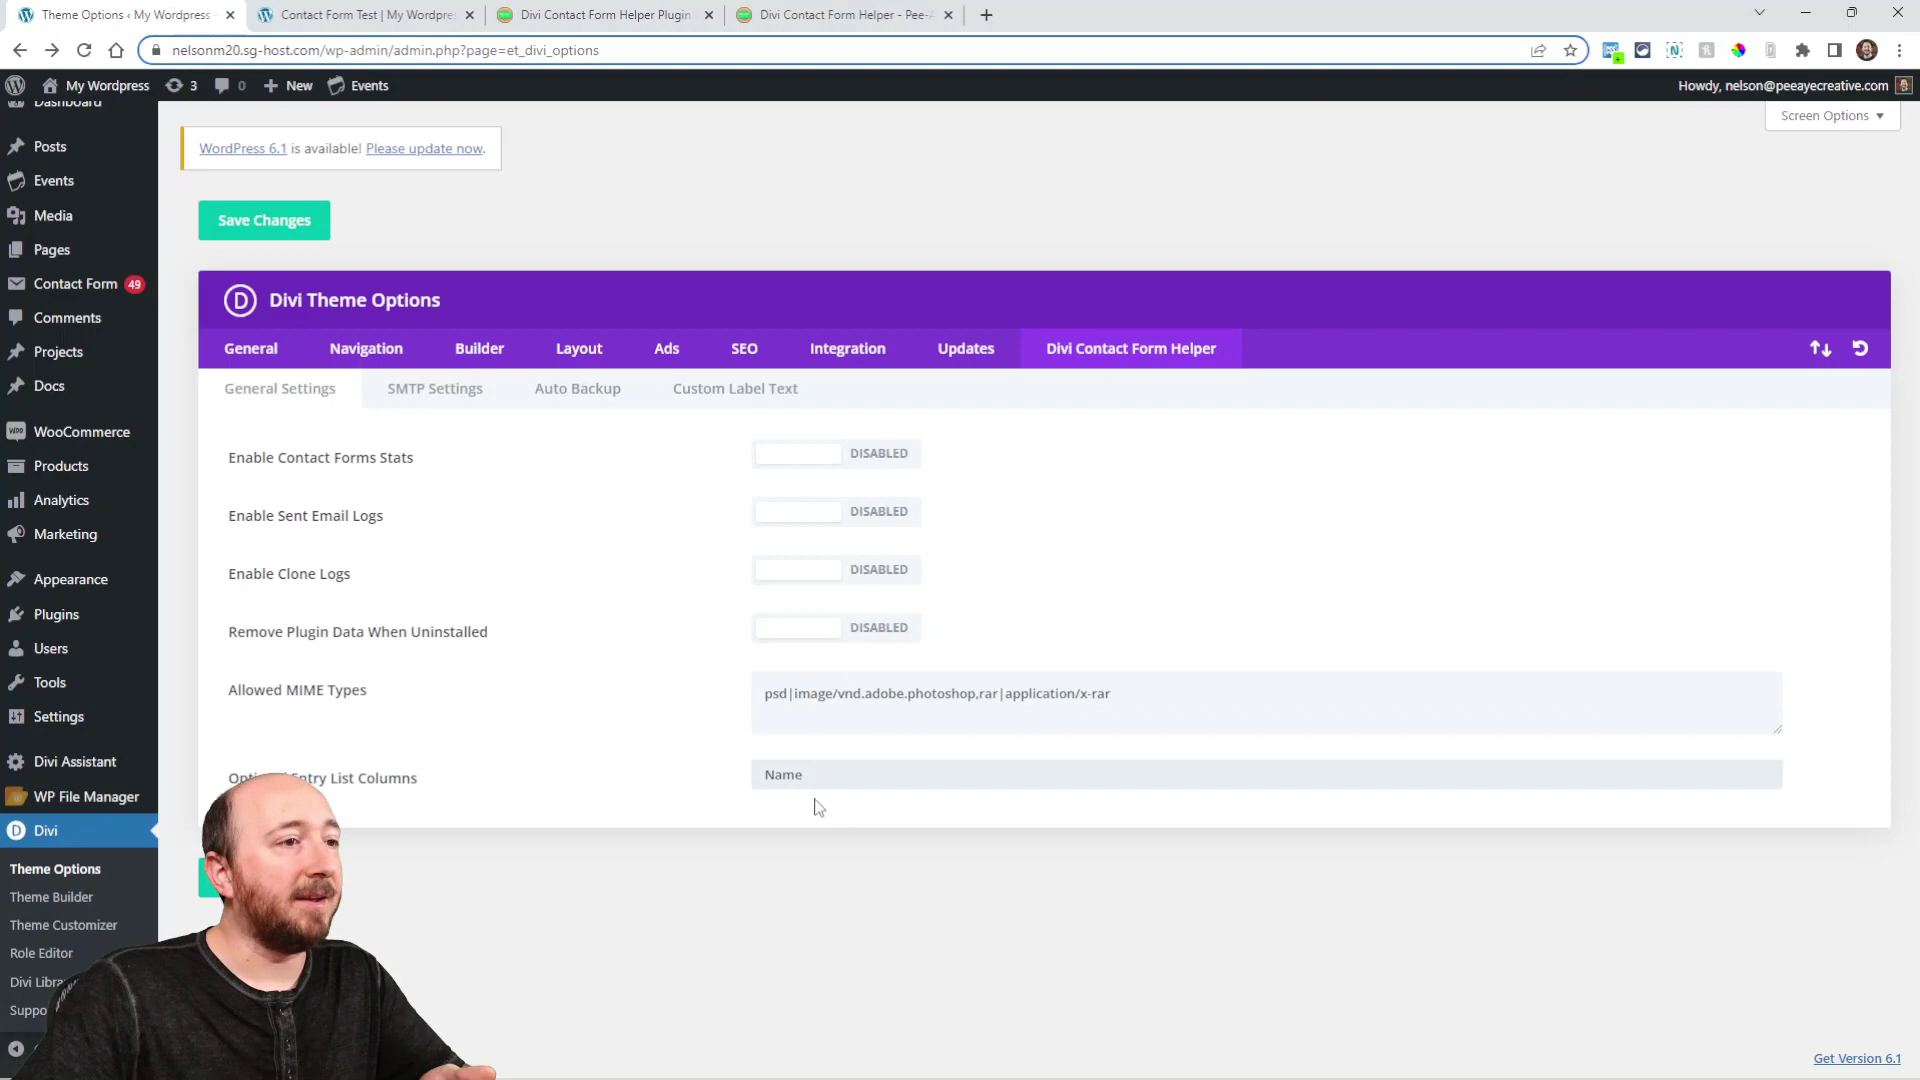 Theme Options ‹ My Wordpress
Contact Form Test | My Wordpre
Divi Contact Form Helper Plugin
Divi Contact Form Helper - Pee-A
nelsonm20.sg-host.com/wp-admin/admin.php?page=et_divi_options
My Wordpress
3
0
New
Events
Howdy, nelson@peeayecreative.com
Dashboard
Posts
Events
Media
Pages
Contact Form 49
Comments
Projects
Docs
WooCommerce
Products
Analytics
Marketing
Appearance
Plugins
Users
Tools
Settings
Divi Assistant
WP File Manager
Divi
Theme Options
Theme Builder
Theme Customizer
Role Editor
Divi Libra
Suppo
Screen Options
WordPress 6.1 is available! Please update now.
Save Changes
D Divi Theme Options
General Navigation Builder Layout Ads SEO Integration Updates Divi Contact Form Helper
General Settings SMTP Settings Auto Backup Custom Label Text
Enable Contact Forms Stats DISABLED
Enable Sent Email Logs DISABLED
Enable Clone Logs DISABLED
Remove Plugin Data When Uninstalled DISABLED
Allowed MIME Types psd|image/vnd.adobe.photoshop,rar|application/x-rar
Entry List Columns Name
Get Version 6.1